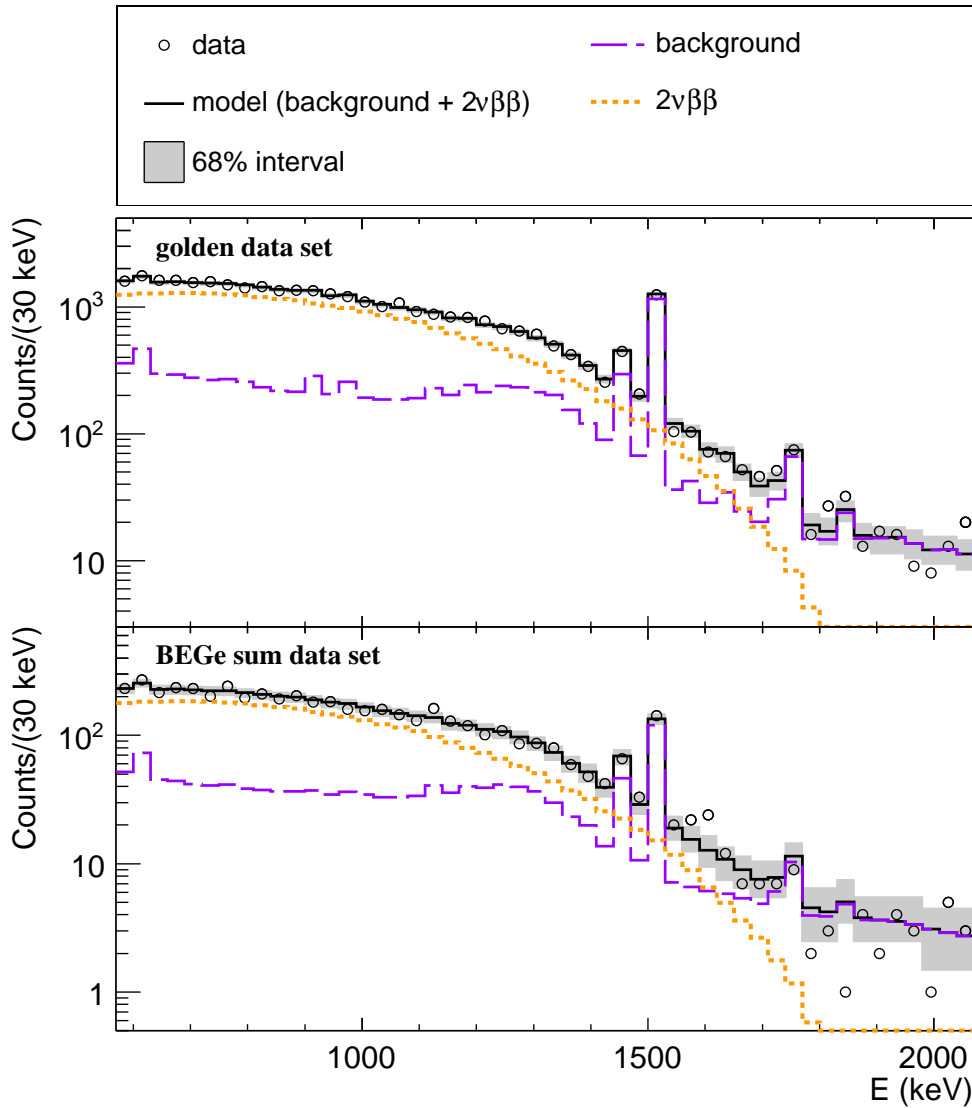 data
background
model (background + 2νββ)
2νββ
68% interval
golden data set
Counts/(30 keV)
10³
10²
10
BEGe sum data set
Counts/(30 keV)
10²
10
1
1000
1500
2000
E (keV)